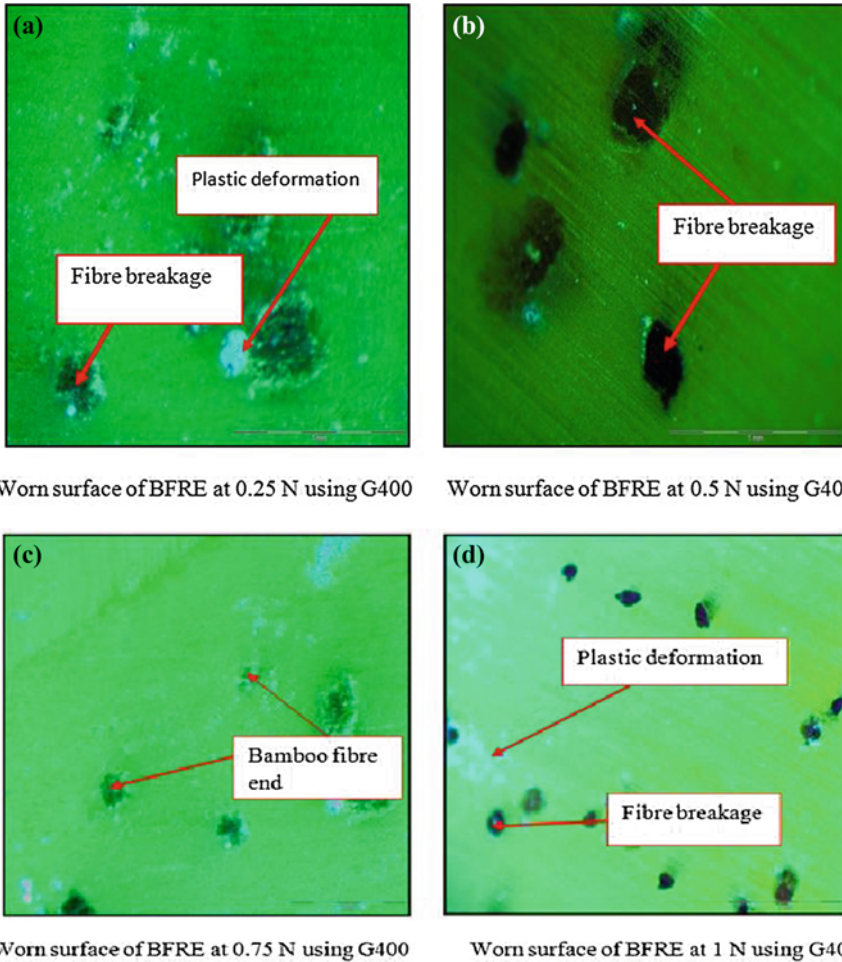 (a)
Plastic deformation
Fibre breakage
(b)
Fibre breakage
1 mm
Worn surface of BFRE at 0.25 N using G400
Worn surface of BFRE at 0.5 N using G40
(c)
Bamboo fibre
end
(d)
Plastic deformation
Fibre breakage
Worn surface of BFRE at 0.75 N using G400
Worn surface of BFRE at 1 N using G40